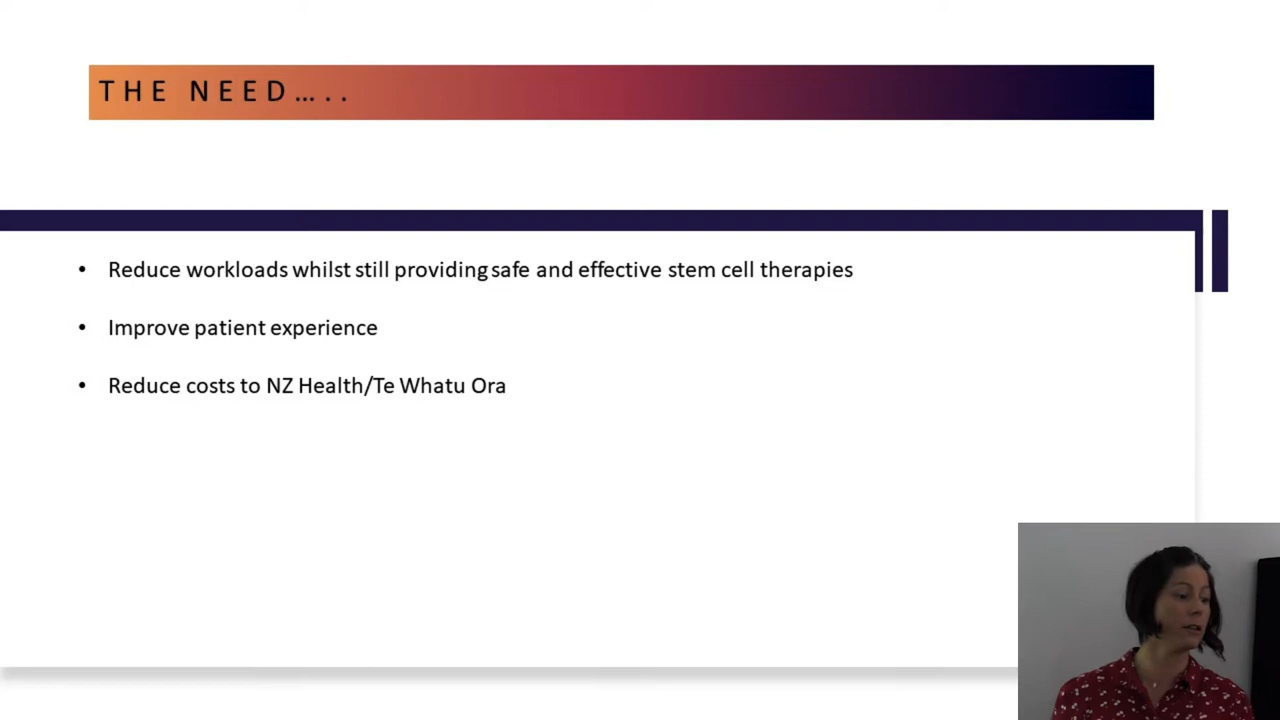 THE NEED…..
• Reduce workloads whilst still providing safe and effective stem cell therapies
• Improve patient experience
• Reduce costs to NZ Health/Te Whatu Ora